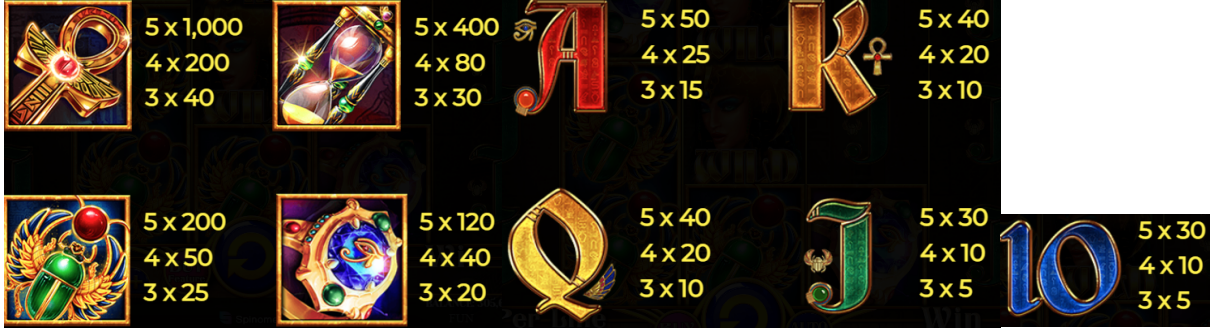 5 x 1,000
4 x 200
3 x 40
5 x 400
4 x 80
3 x 30
A
5 x 50
4 x 25
3 x 15
K
5 x 40
4 x 20
3 x 10
5 x 200
4 x 50
3 x 25
5 x 120
4 x 40
3 x 20
Q
5 x 40
4 x 20
3 x 10
J
5 x 30
4 x 10
3 x 5
10
5 x 30
4 x 10
3 x 5
WILD
Win